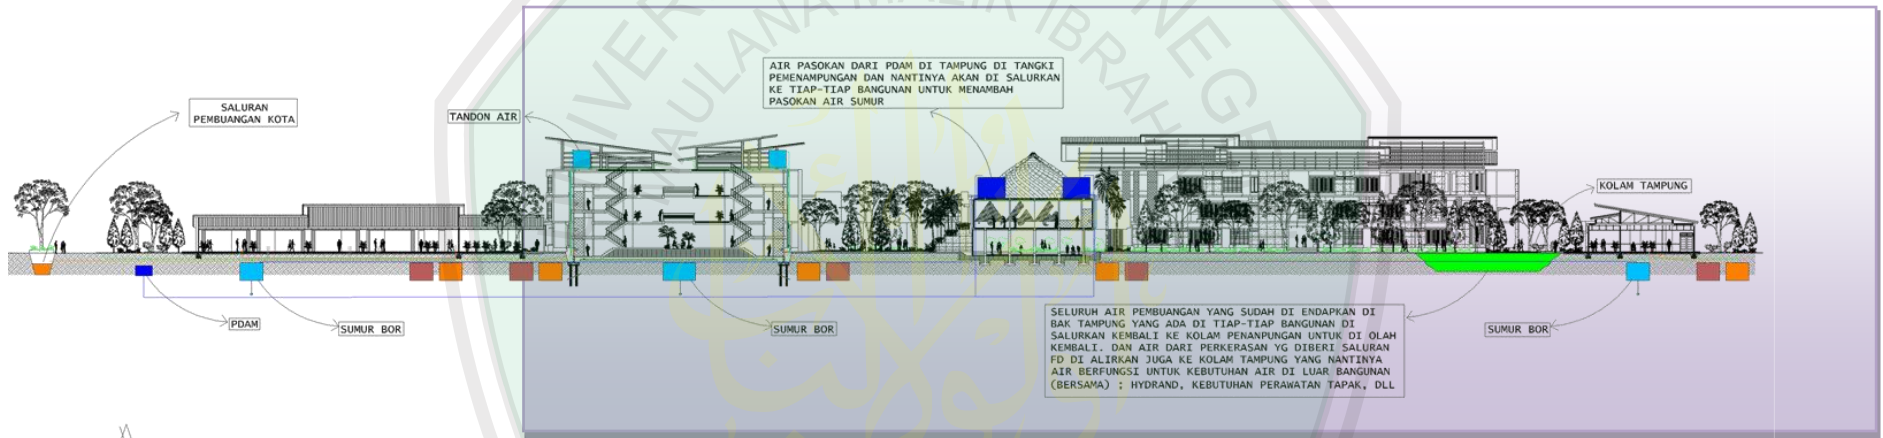 SALURAN
PEMBUANGAN KOTA
TANDON AIR
AIR PASOKAN DARI PDAM DI TAMPUNG DI TANGKI
PEMENAMPUNGAN DAN NANTINYA AKAN DI SALURKAN
KE TIAP-TIAP BANGUNAN UNTUK MENAMBAH
PASOKAN AIR SUMUR
KOLAM TAMPUNG
PDAM
SUMUR BOR
SUMUR BOR
SELURUH AIR PEMBUANGAN YANG SUDAH DI ENDAPKAN DI
BAK TAMPUNG YANG ADA DI TIAP-TIAP BANGUNAN DI
SALURKAN KEMBALI KE KOLAM PENANPUNGAN UNTUK DI OLAH
KEMBALI. DAN AIR DARI PERKERASAN YG DIBERI SALURAN
FD DI ALIRKAN JUGA KE KOLAM TAMPUNG YANG NANTINYA
AIR BERFUNGSI UNTUK KEBUTUHAN AIR DI LUAR BANGUNAN
(BERSAMA) ; HYDRAND, KEBUTUHAN PERAWATAN TAPAK, DLL
SUMUR BOR
MAULANA MALIK IBRAH